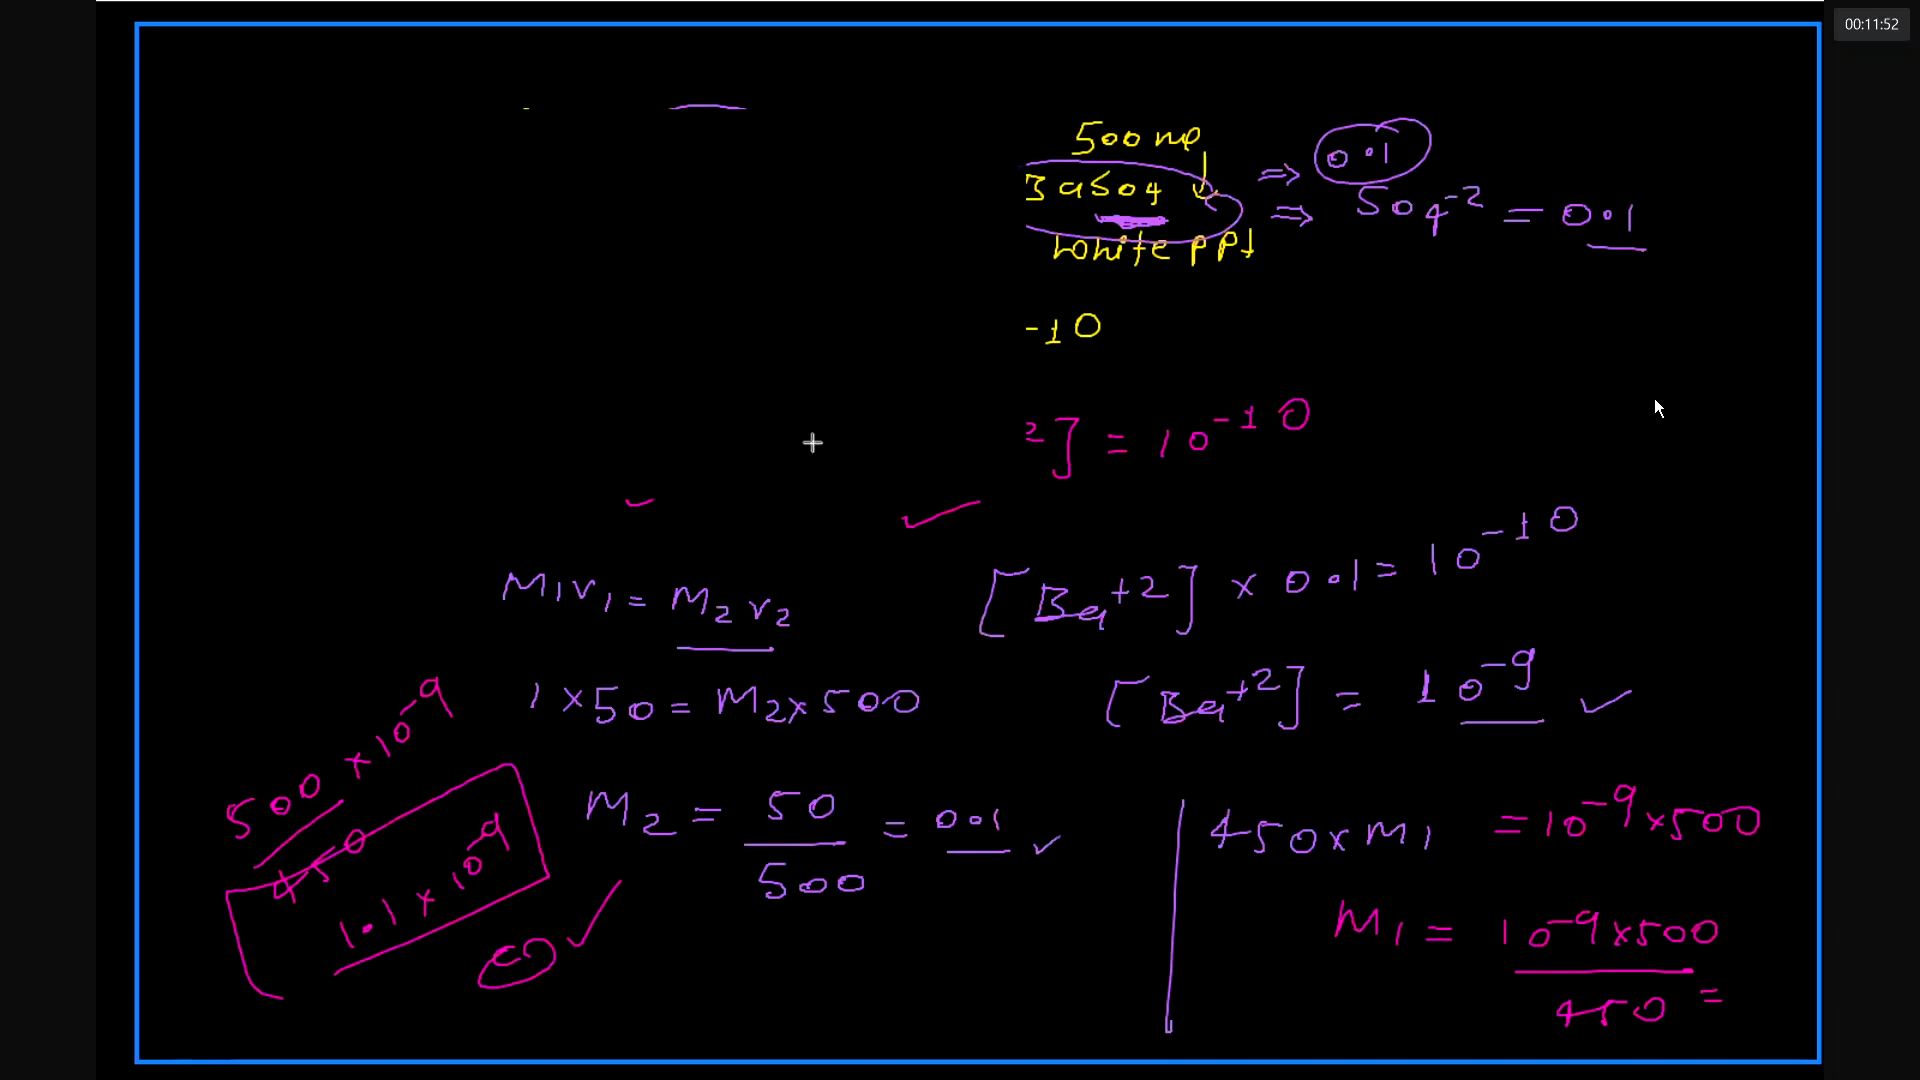 00:11:52
500 ml
BaSO4 ↓ ⇒ 0.1
⇒ SO4⁻² = 0.1
white ppt
-10
2] = 10⁻¹⁰
[Ba⁺²] × 0.1 = 10⁻¹⁰
M1V1 = M2V2
[Ba⁺²] = 10⁻⁹ ✓
1 × 50 = M2 × 500
M2 = 50/500 = 0.1 ✓
450 × M1 = 10⁻⁹ × 500
M1 = 10⁻⁹ × 500 / 450 =
500 × 10⁻⁹
450
1.1 × 10⁻⁹